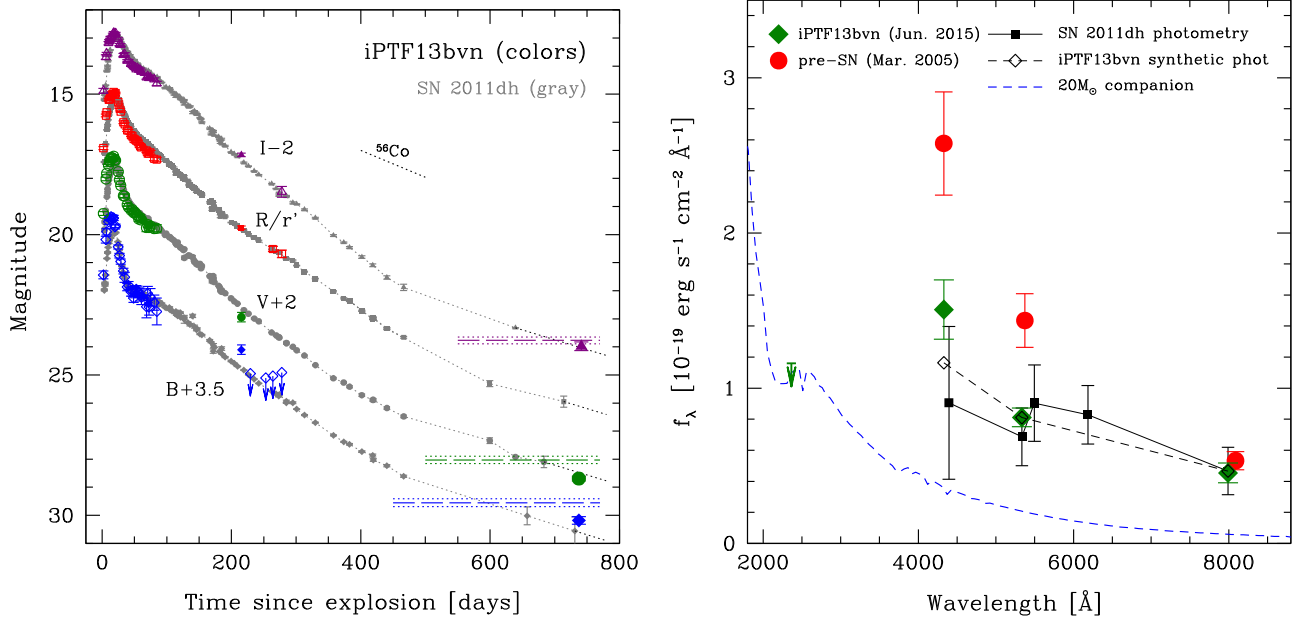 iPTF13bvn (colors)
SN 2011dh (gray)
I-2
⁵⁶Co
R/r'
V+2
B+3.5
15
20
25
30
Magnitude
0 200 400 600 800
Time since explosion [days]
iPTF13bvn (Jun. 2015)
pre-SN (Mar. 2005)
SN 2011dh photometry
iPTF13bvn synthetic phot
20M☉ companion
3
2
1
0
f_λ [10⁻¹⁹ erg s⁻¹ cm⁻² Å⁻¹]
2000 4000 6000 8000
Wavelength [Å]